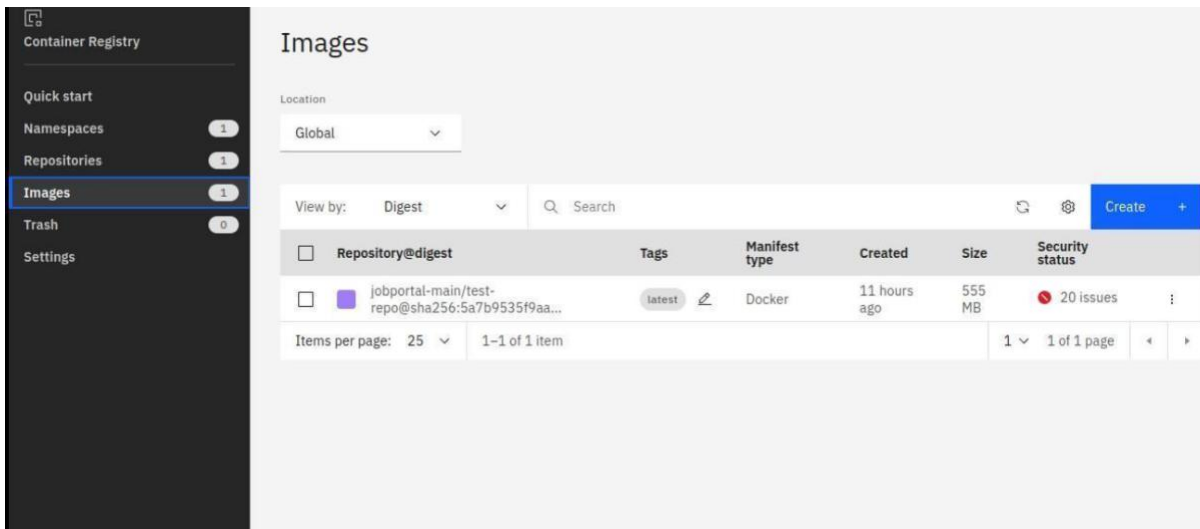 Container Registry
Quick start
Namespaces 1
Repositories 1
Images 1
Trash 0
Settings
Images
Location
Global
View by: Digest Search Create +
Repository@digest Tags Manifest type Created Size Security status
jobportal-main/test-
repo@sha256:5a7b9535f9aa... latest Docker 11 hours ago 555 MB 20 issues
Items per page: 25 1–1 of 1 item 1 1 of 1 page